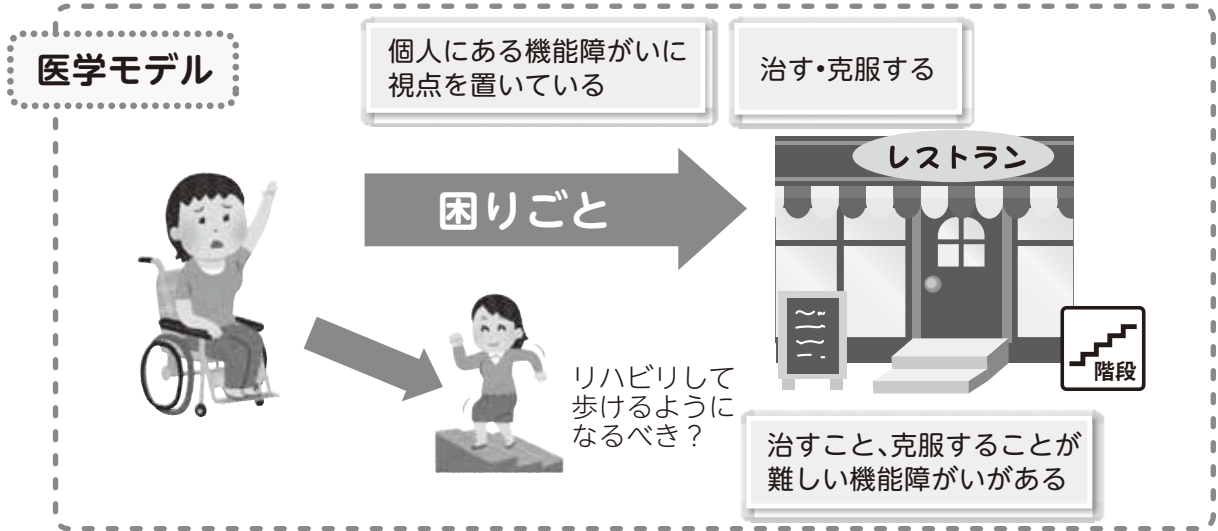 医学モデル
個人にある機能障がいに
視点を置いている
治す・克服する
レストラン
困りごと
階段
リハビリして
歩けるように
なるべき？
治すこと、克服することが
難しい機能障がいがある